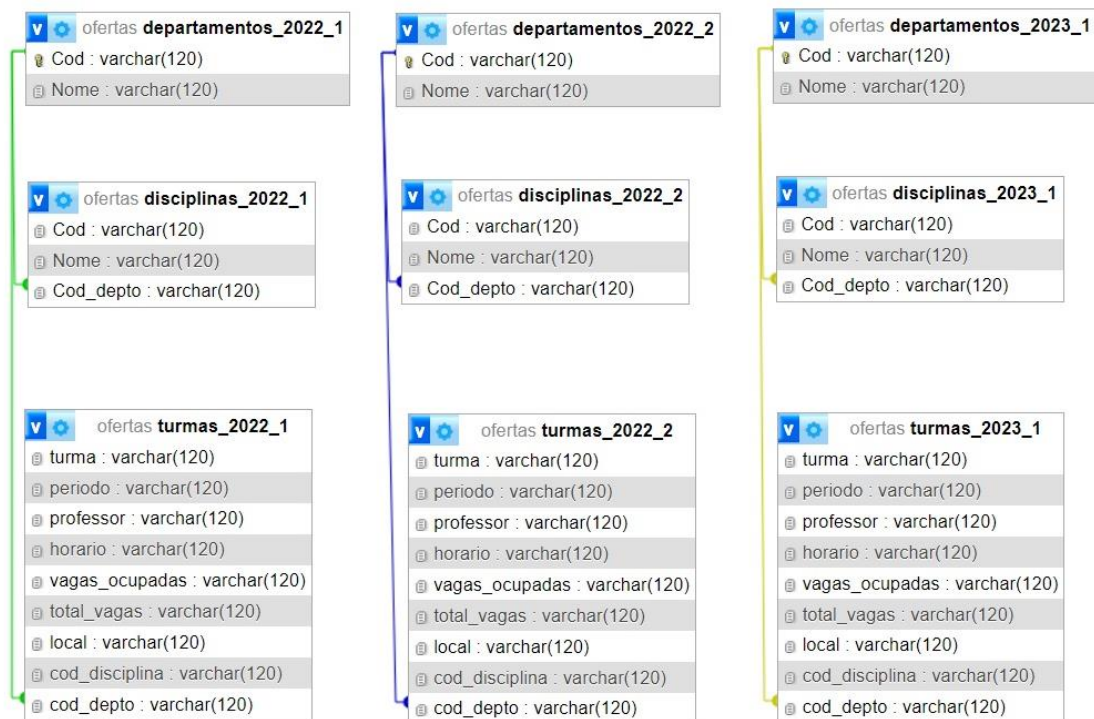 v ofertas departamentos_2022_1
Cod : varchar(120)
Nome : varchar(120)
v ofertas disciplinas_2022_1
Cod : varchar(120)
Nome : varchar(120)
Cod_depto : varchar(120)
v ofertas turmas_2022_1
turma : varchar(120)
periodo : varchar(120)
professor : varchar(120)
horario : varchar(120)
vagas_ocupadas : varchar(120)
total_vagas : varchar(120)
local : varchar(120)
cod_disciplina : varchar(120)
cod_depto : varchar(120)
v ofertas departamentos_2022_2
Cod : varchar(120)
Nome : varchar(120)
v ofertas disciplinas_2022_2
Cod : varchar(120)
Nome : varchar(120)
Cod_depto : varchar(120)
v ofertas turmas_2022_2
turma : varchar(120)
periodo : varchar(120)
professor : varchar(120)
horario : varchar(120)
vagas_ocupadas : varchar(120)
total_vagas : varchar(120)
local : varchar(120)
cod_disciplina : varchar(120)
cod_depto : varchar(120)
v ofertas departamentos_2023_1
Cod : varchar(120)
Nome : varchar(120)
v ofertas disciplinas_2023_1
Cod : varchar(120)
Nome : varchar(120)
Cod_depto : varchar(120)
v ofertas turmas_2023_1
turma : varchar(120)
periodo : varchar(120)
professor : varchar(120)
horario : varchar(120)
vagas_ocupadas : varchar(120)
total_vagas : varchar(120)
local : varchar(120)
cod_disciplina : varchar(120)
cod_depto : varchar(120)